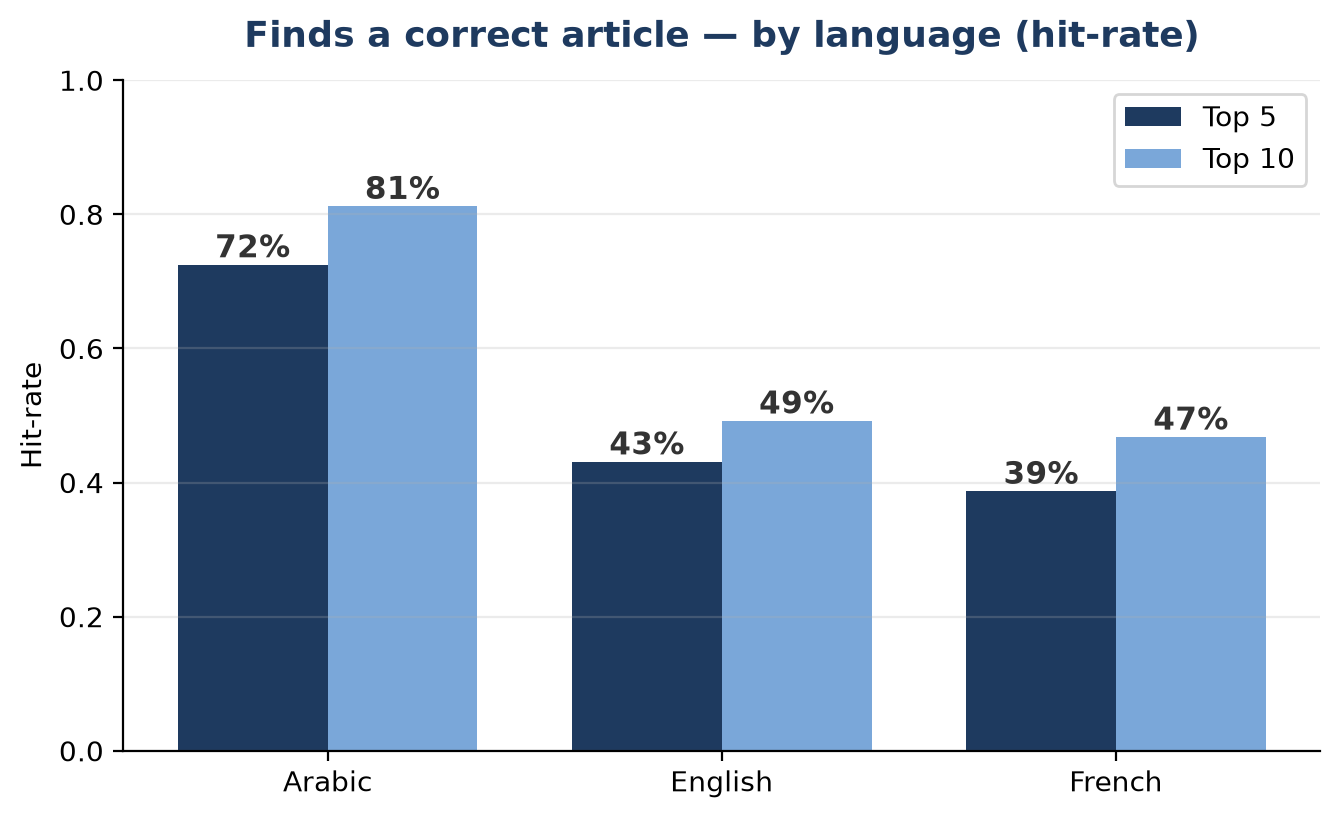 Finds a correct article — by language (hit-rate)
1.0
0.8
0.6
0.4
0.2
0.0
Hit-rate
Top 5
Top 10
72%
81%
43%
49%
39%
47%
Arabic
English
French